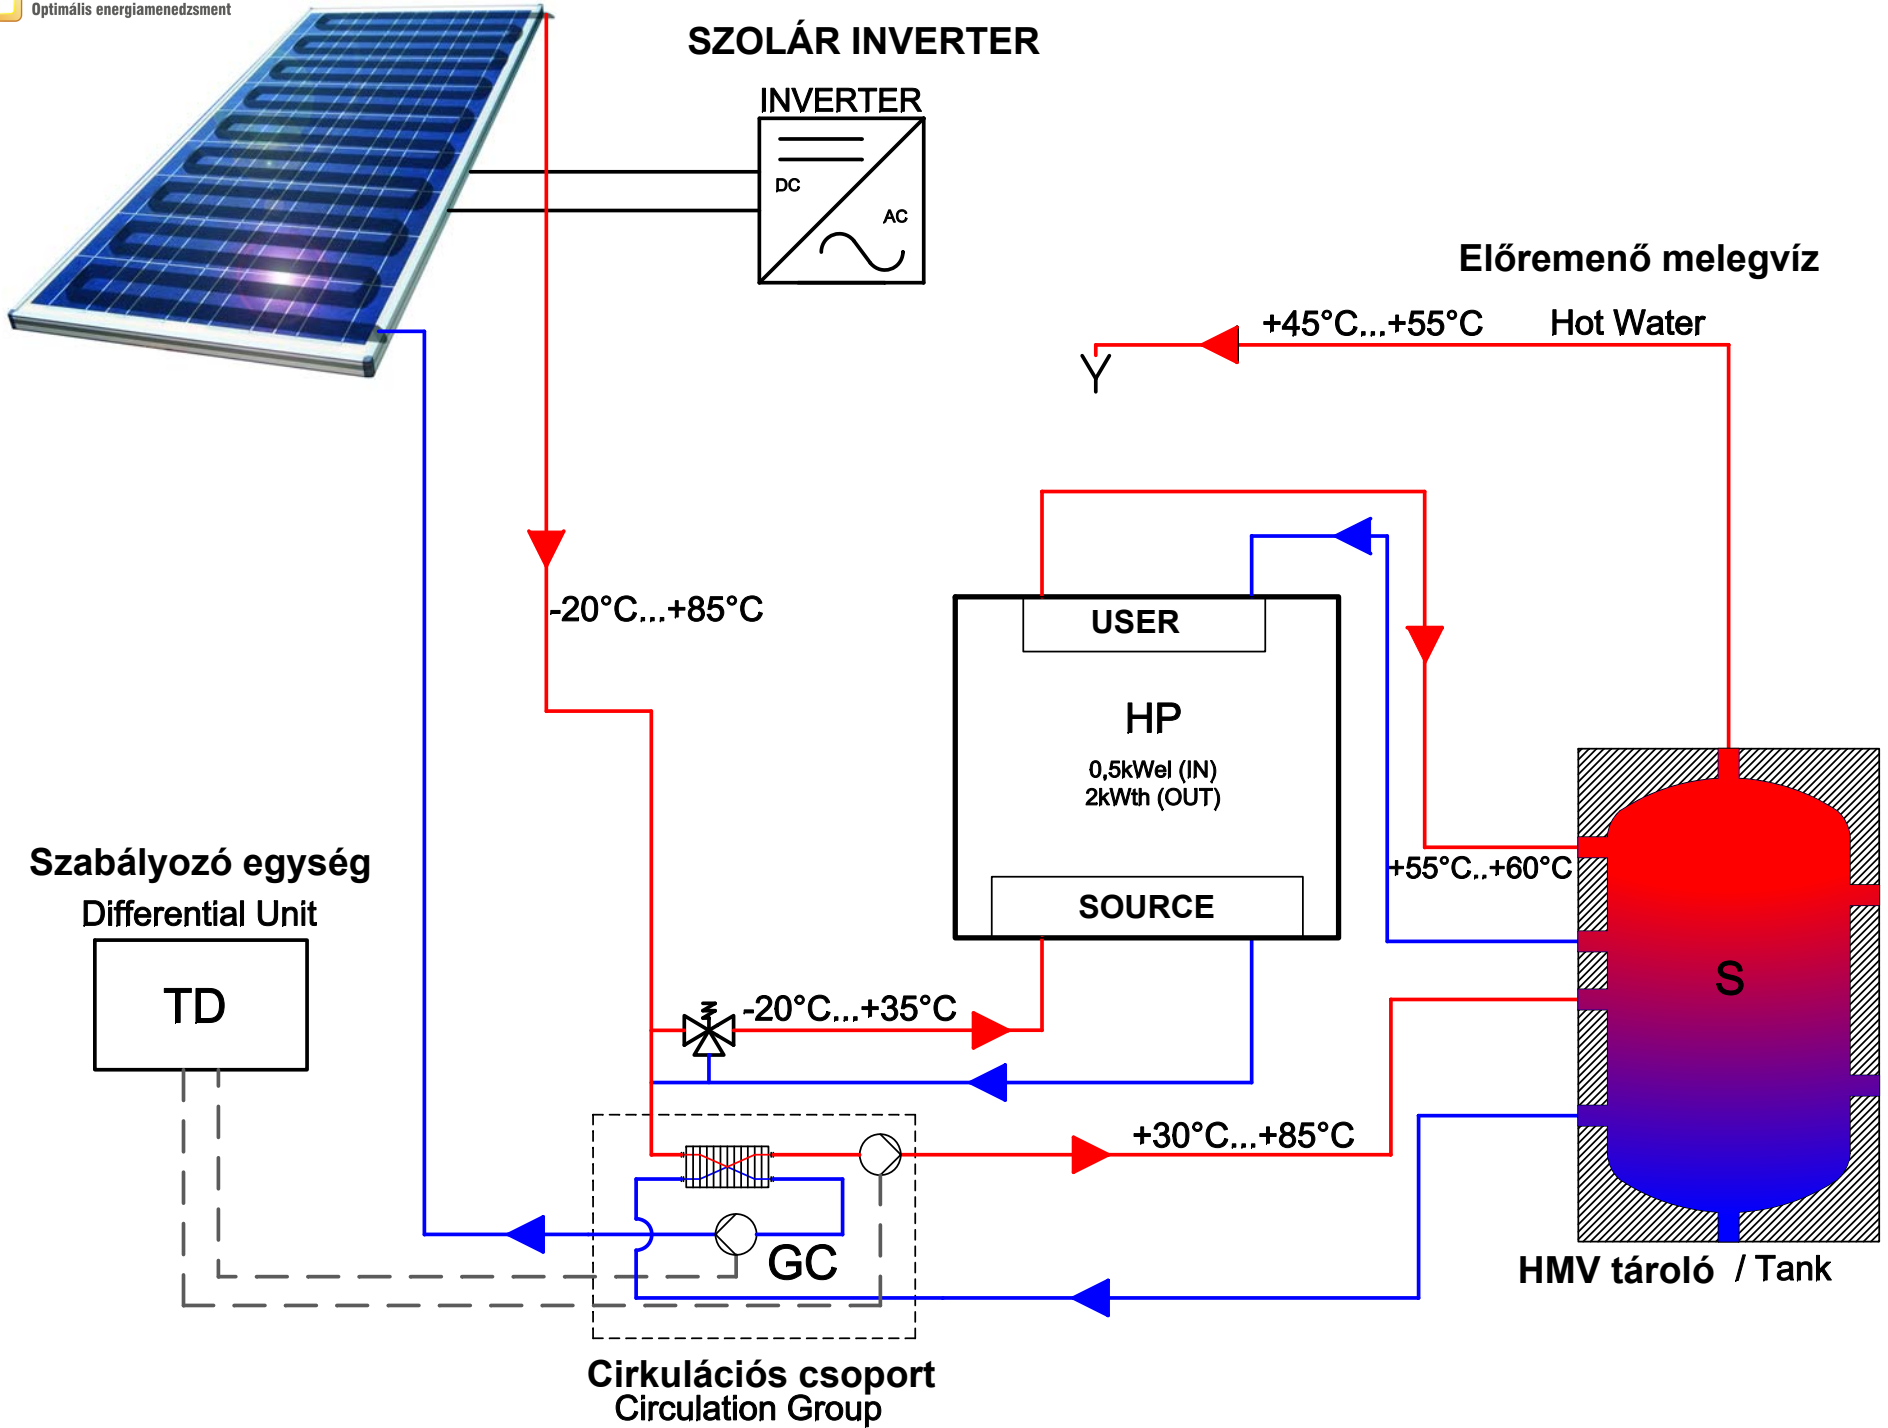 Optimális energiamenedzsment
SZOLÁR INVERTER
INVERTER
DC
AC
Előremenő melegvíz
+45°C...+55°C
Hot Water
-20°C...+85°C
USER
HP
0,5kWel (IN)
2kWth (OUT)
SOURCE
+55°C..+60°C
Szabályozó egység
Differential Unit
TD
-20°C...+35°C
S
+30°C...+85°C
GC
HMV tároló / Tank
Cirkulációs csoport
Circulation Group